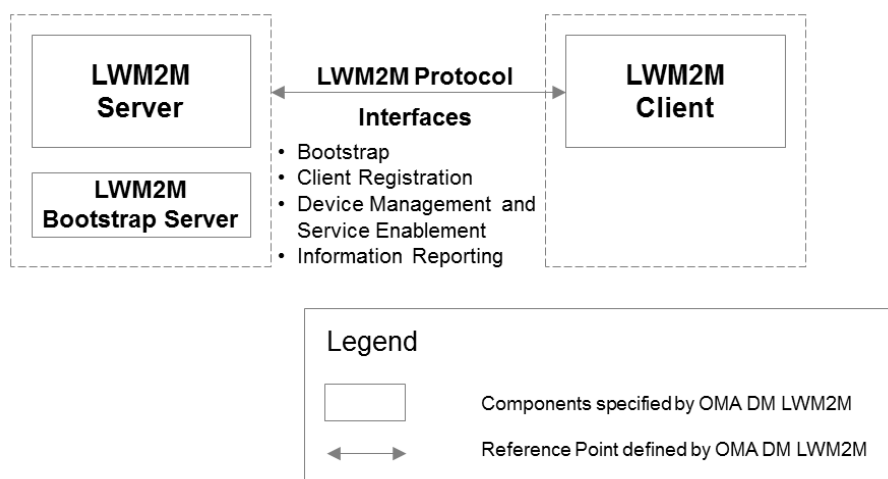 LWM2M
Server
LWM2M
Bootstrap Server
LWM2M Protocol
Interfaces
• Bootstrap
• Client Registration
• Device Management and
Service Enablement
• Information Reporting
LWM2M
Client
Legend
Components specified by OMA DM LWM2M
Reference Point defined by OMA DM LWM2M